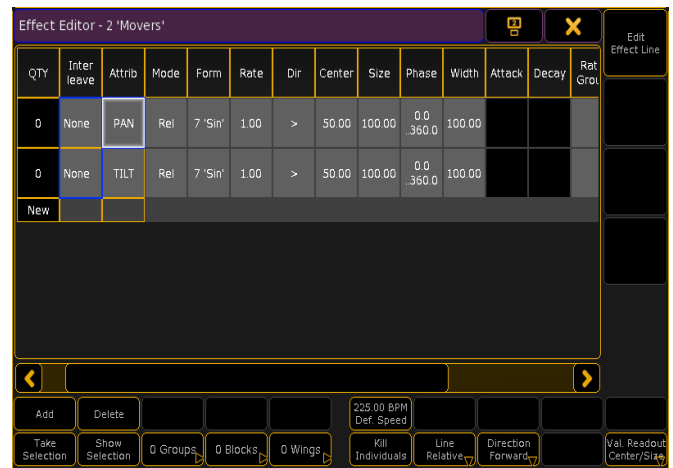 Effect Editor - 2 'Movers'
2
Edit
Effect Line
QTY
Inter
leave
Attrib
Mode
Form
Rate
Dir
Center
Size
Phase
Width
Attack
Decay
Rat
Grou
0
None
PAN
Rel
7 'Sin'
1.00
>
50.00
100.00
0.0
..360.0
100.00
0
None
TILT
Rel
7 'Sin'
1.00
>
50.00
100.00
0.0
..360.0
100.00
New
Add
Delete
225.00 BPM
Def. Speed
Take
Selection
Show
Selection
0 Groups
0 Blocks
0 Wings
Kill
Individuals
Line
Relative
Direction
Forward
Val. Readout
Center/Size